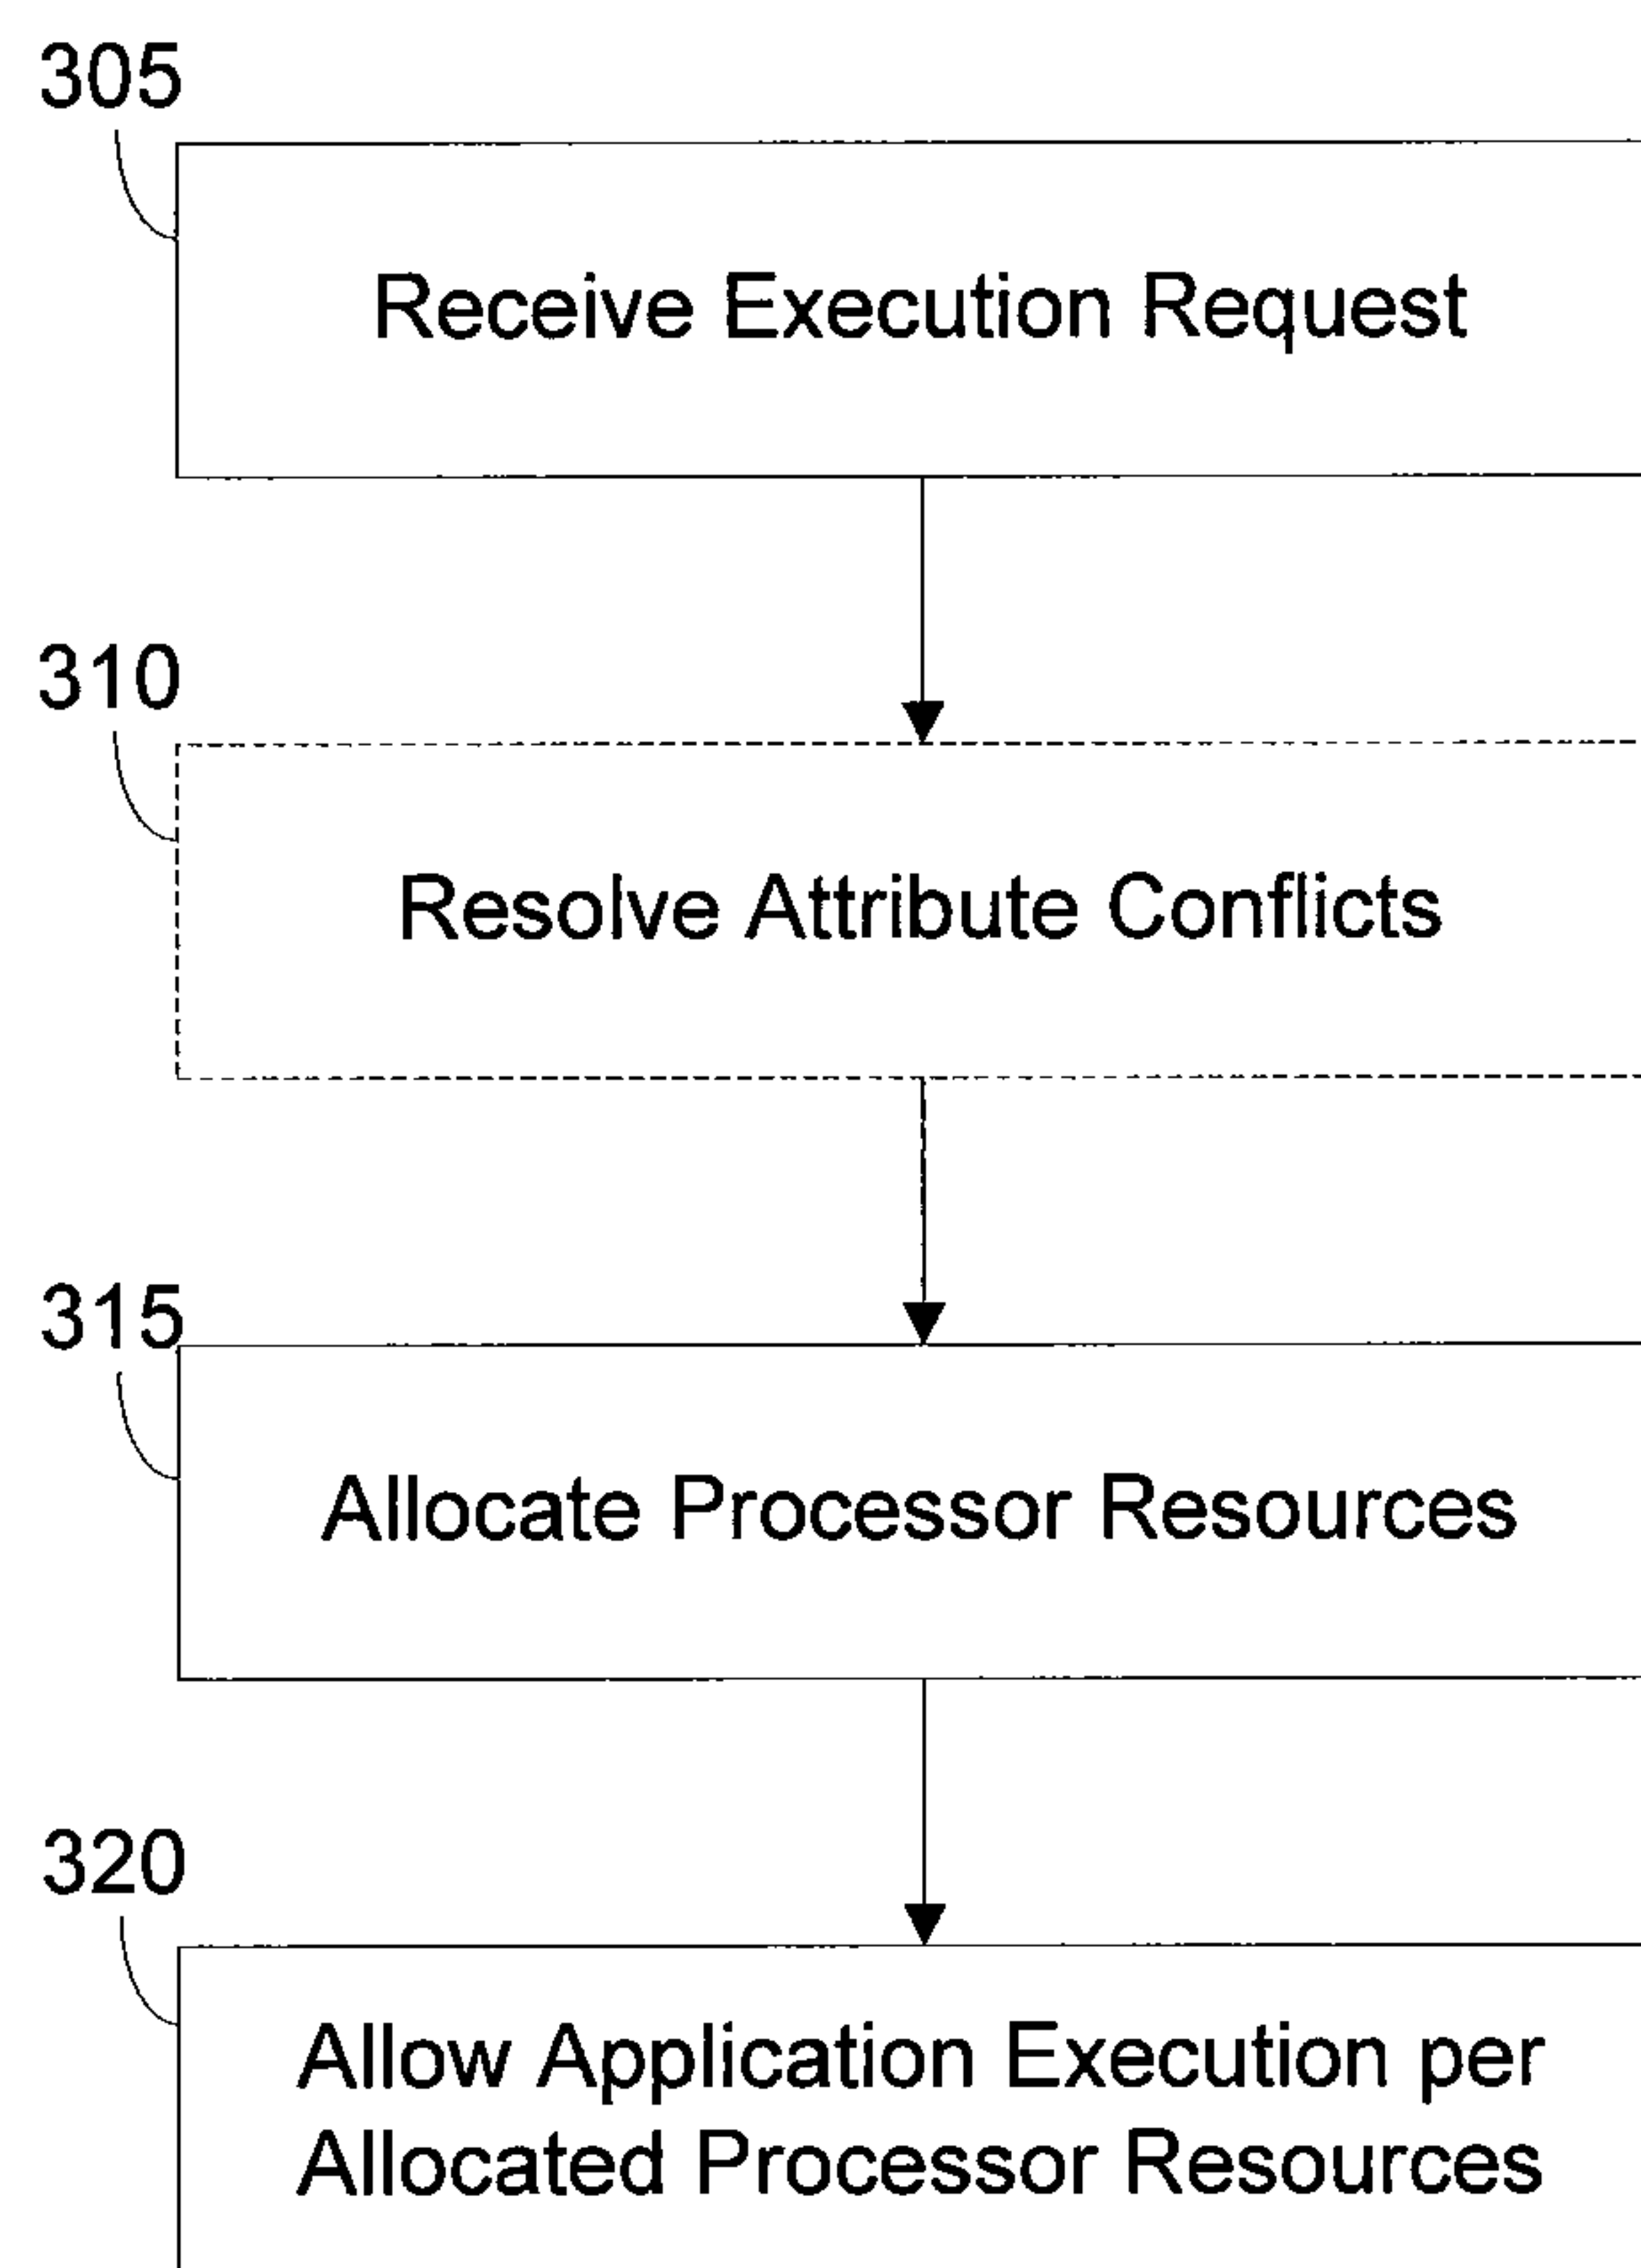 305
Receive Execution Request
310
Resolve Attribute Conflicts
315
Allocate Processor Resources
320
Allow Application Execution per
Allocated Processor Resources